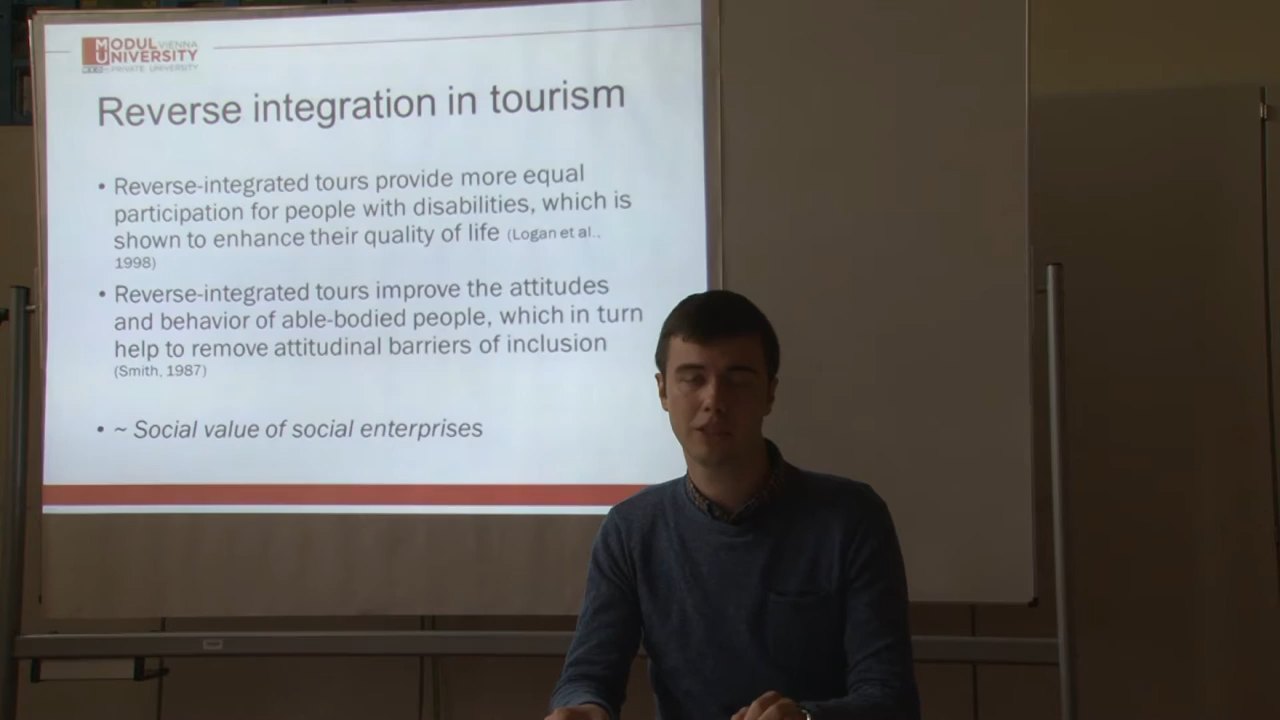 MODUL VIENNA
UNIVERSITY
PRIVATE UNIVERSITY
Reverse integration in tourism
• Reverse-integrated tours provide more equal
participation for people with disabilities, which is
shown to enhance their quality of life (Logan et al.,
1998)
• Reverse-integrated tours improve the attitudes
and behavior of able-bodied people, which in turn
help to remove attitudinal barriers of inclusion
(Smith, 1987)
• ~ Social value of social enterprises